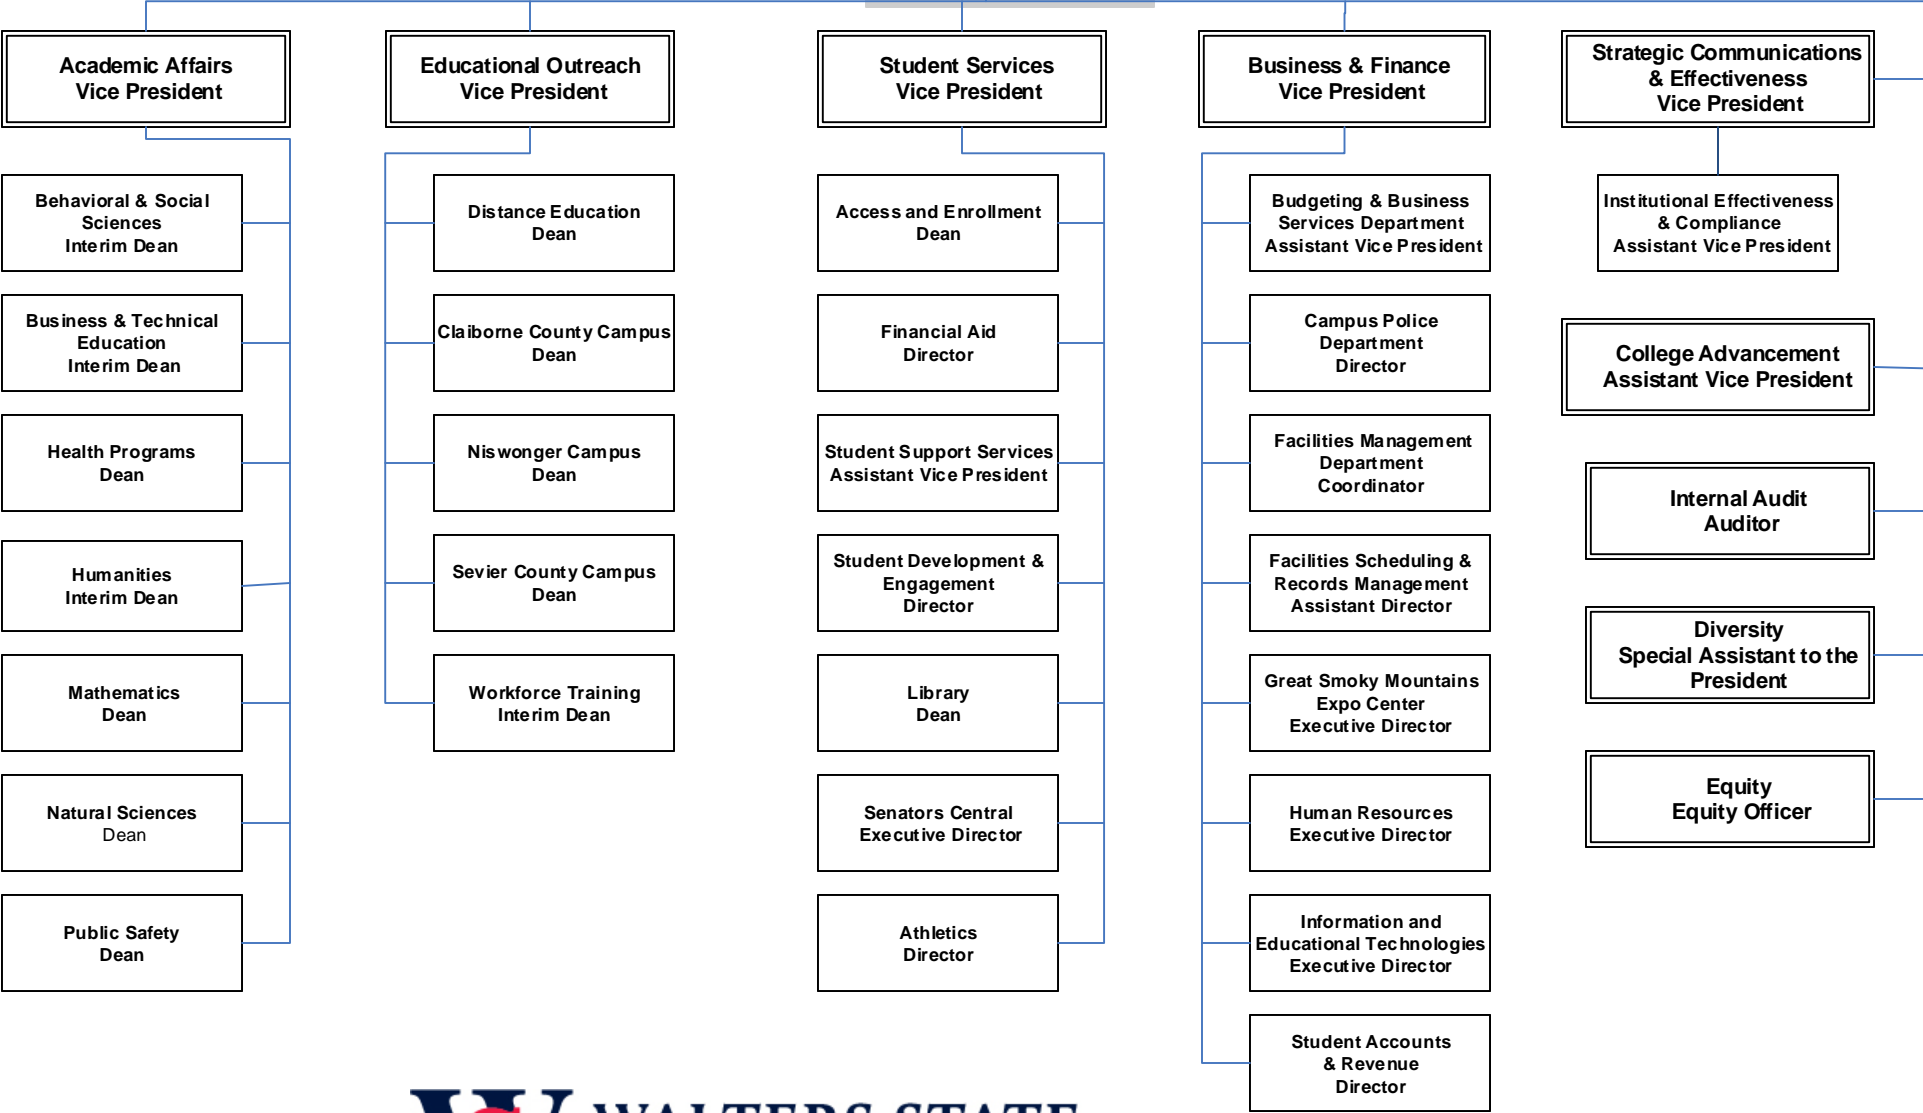 Academic Affairs
Vice President
Behavioral & Social
Sciences
Interim Dean
Business & Technical
Education
Interim Dean
Health Programs
Dean
Humanities
Interim Dean
Mathematics
Dean
Natural Sciences
Dean
Public Safety
Dean
Educational Outreach
Vice President
Distance Education
Dean
Claiborne County Campus
Dean
Niswonger Campus
Dean
Sevier County Campus
Dean
Workforce Training
Interim Dean
Student Services
Vice President
Access and Enrollment
Dean
Financial Aid
Director
Student Support Services
Assistant Vice President
Student Development &
Engagement
Director
Library
Dean
Senators Central
Executive Director
Athletics
Director
Business & Finance
Vice President
Budgeting & Business
Services Department
Assistant Vice President
Campus Police
Department
Director
Facilities Management
Department
Coordinator
Facilities Scheduling &
Records Management
Assistant Director
Great Smoky Mountains
Expo Center
Executive Director
Human Resources
Executive Director
Information and
Educational Technologies
Executive Director
Student Accounts
& Revenue
Director
Strategic Communications
& Effectiveness
Vice President
Institutional Effectiveness
& Compliance
Assistant Vice President
College Advancement
Assistant Vice President
Internal Audit
Auditor
Diversity
Special Assistant to the
President
Equity
Equity Officer
WALTERS STATE